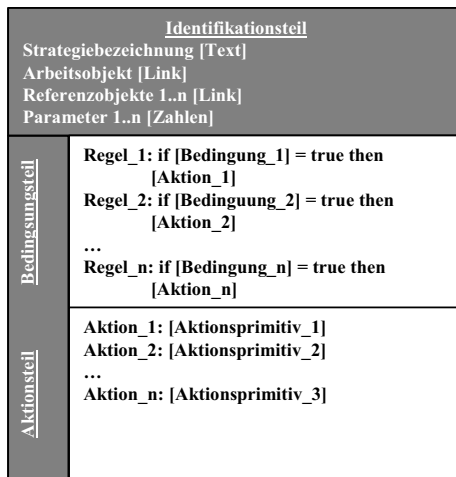 Identifikationsteil
Strategiebezeichnung [Text]
Arbeitsobjekt [Link]
Referenzobjekte 1..n [Link]
Parameter 1..n [Zahlen]
Bedingsungsteil
Regel_1: if [Bedingung_1] = true then
[Aktion_1]
Regel_2: if [Bedinguung_2] = true then
[Aktion_2]
…
Regel_n: if [Bedingung_n] = true then
[Aktion_n]
Aktionsteil
Aktion_1: [Aktionsprimitiv_1]
Aktion_2: [Aktionsprimitiv_2]
…
Aktion_n: [Aktionsprimitiv_3]